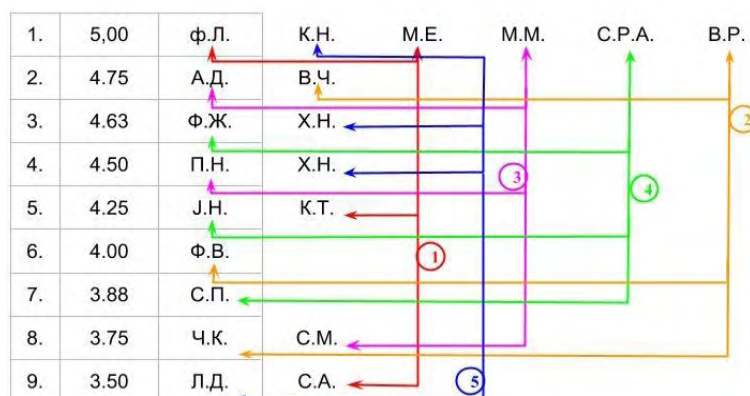 1. 5,00 ф.Л. К.Н. М.Е. М.М. С.Р.А. В.Р.
2. 4.75 А.Д. В.Ч.
3. 4.63 Ф.Ж. Х.Н. 2
4. 4.50 П.Н. Х.Н. 3 4
5. 4.25 Ј.Н. К.Т.
6. 4.00 Ф.В. 1
7. 3.88 С.П.
8. 3.75 Ч.К. С.М.
9. 3.50 Л.Д. С.А. 5